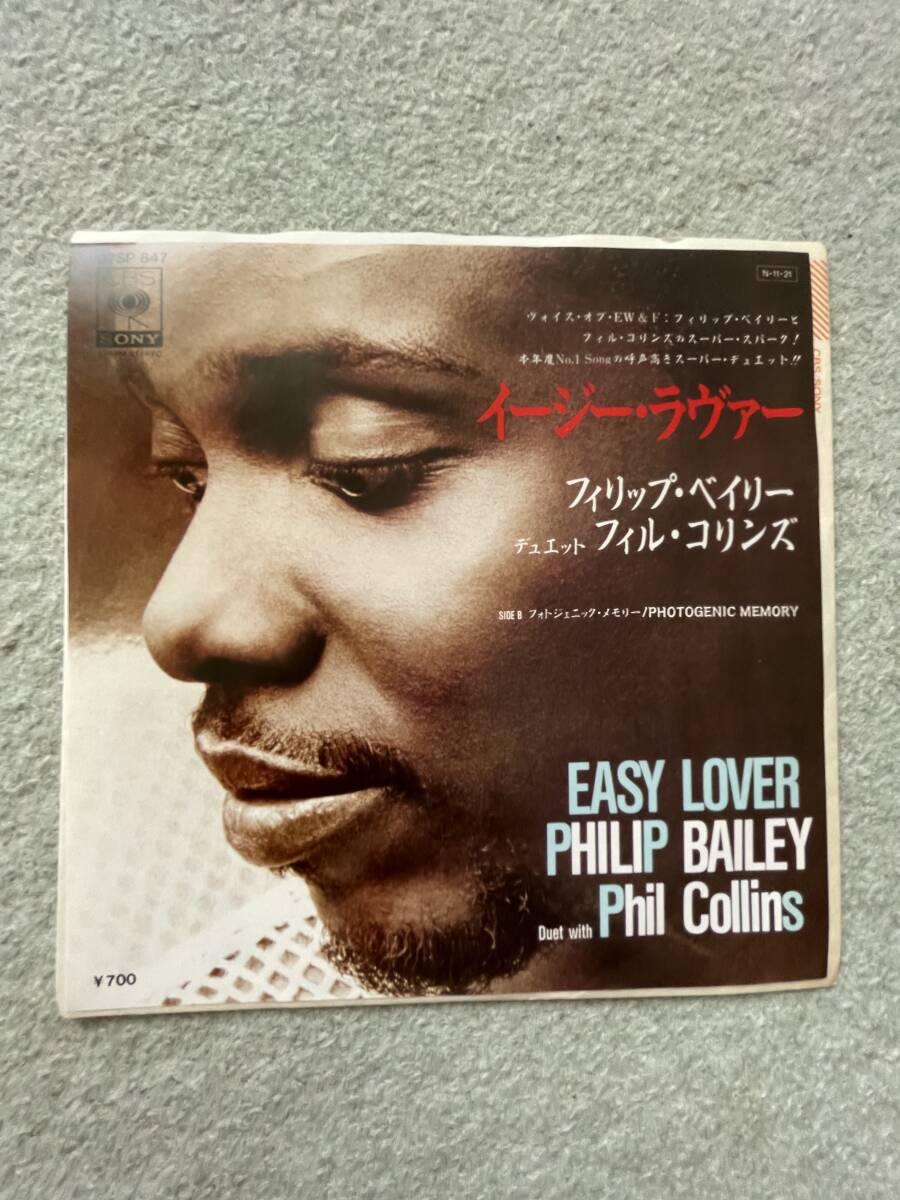 07SP 847
CBS
SONY
N-11-21
ヴォイス・オブ・EW&F:フィリップ・ベイリーと
フィル・コリンズのスーパー・スパーク!
本年度No.1 Songの呼声高きスーパー・デュエット!!
CBS/SONY
イージー・ラヴァー
フィリップ・ベイリー
デュエット フィル・コリンズ
SIDE B フォトジェニック・メモリー/PHOTOGENIC MEMORY
EASY LOVER
PHILIP BAILEY
Duet with Phil Collins
¥700